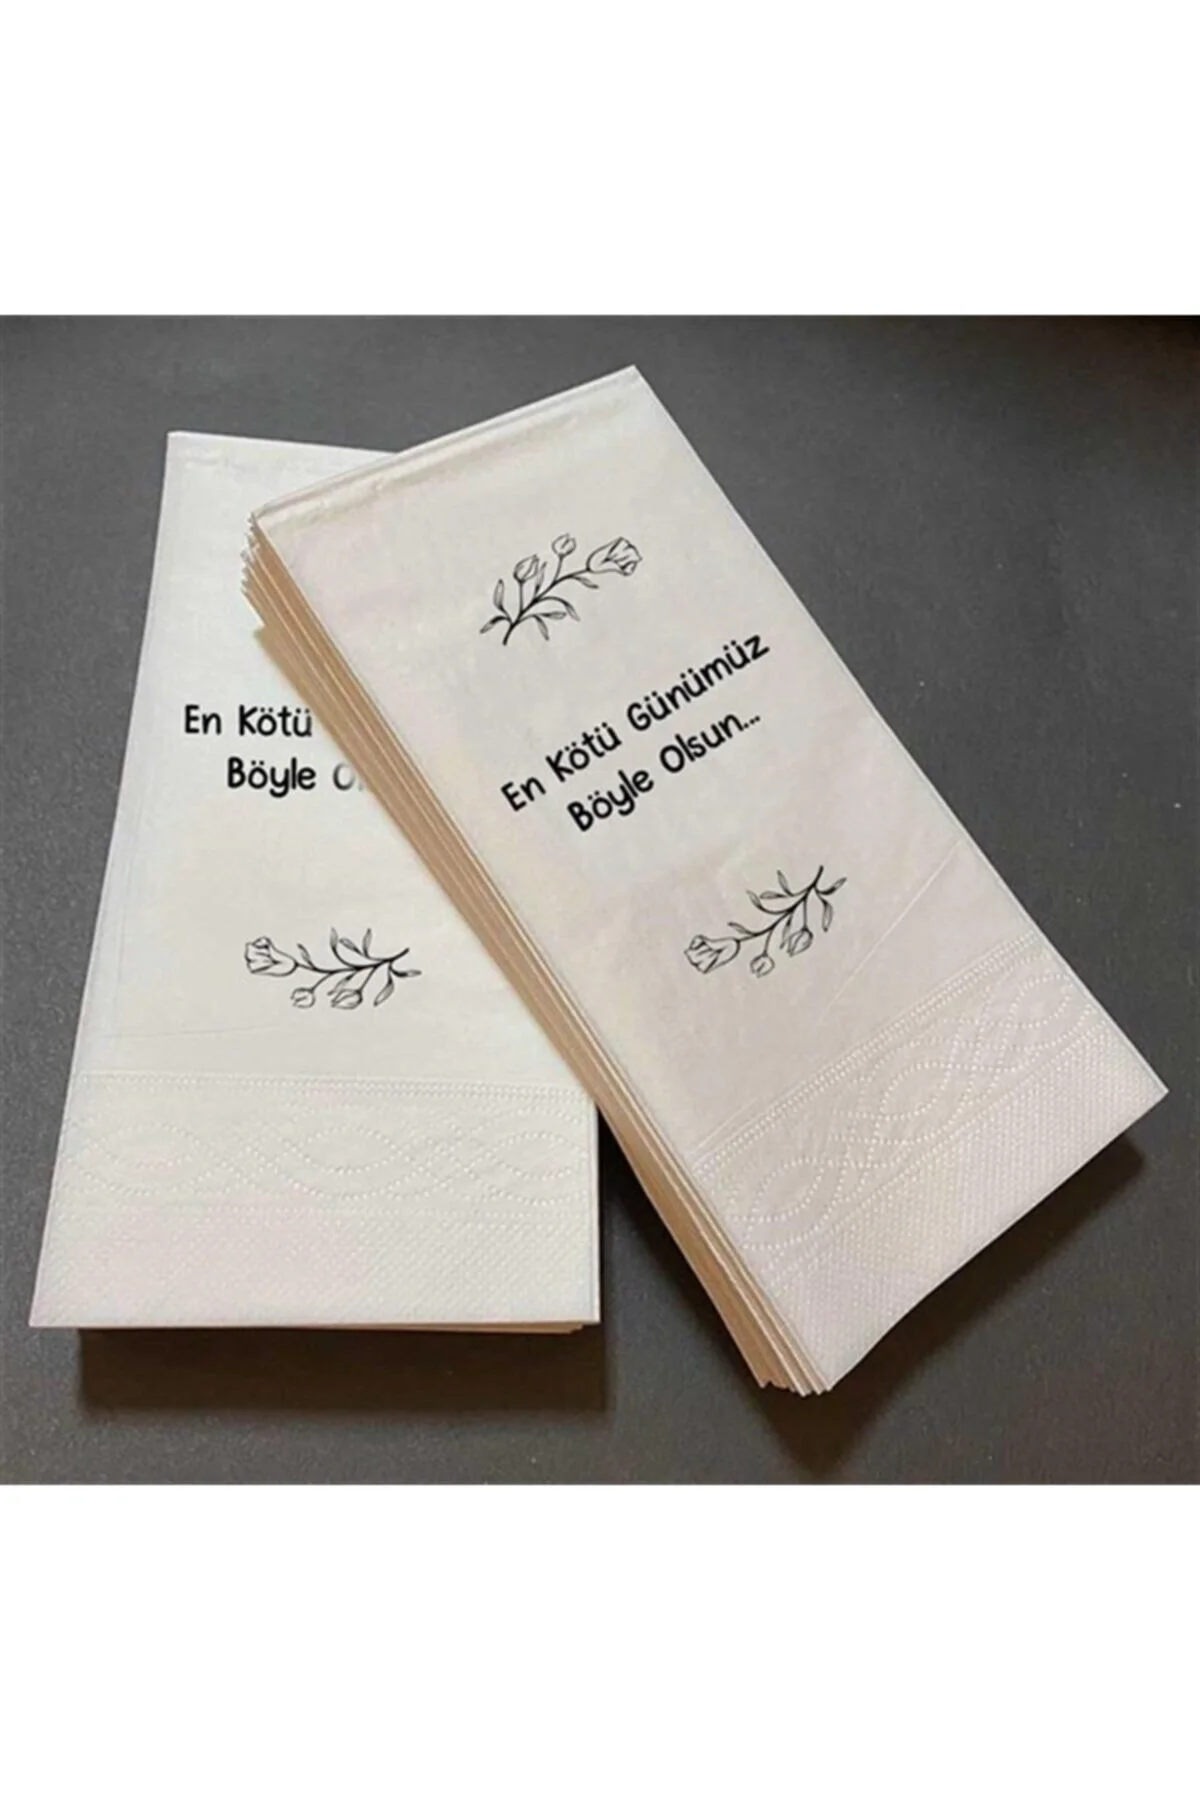 En Kötü
Böyle
En Kötü Günümüz
Böyle Olsun...